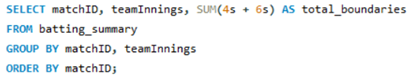 SELECT matchID, teamInnings, SUM(4s + 6s) AS total_boundaries
FROM batting_summary
GROUP BY matchID, teamInnings
ORDER BY matchID;